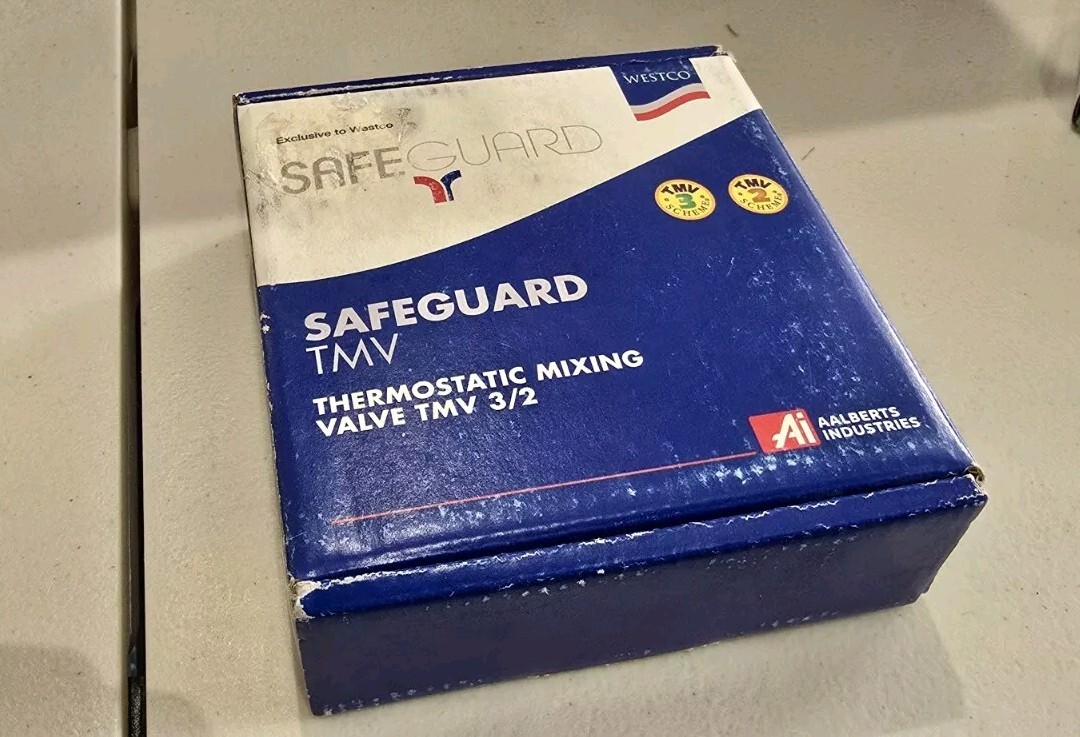 WESTCO
Exclusive to Westco
SAFEGUARD
TMV
3
SCHEME
TMV
2
SCHEME
SAFEGUARD
TMV
THERMOSTATIC MIXING
VALVE TMV 3/2
Ai AALBERTS
INDUSTRIES